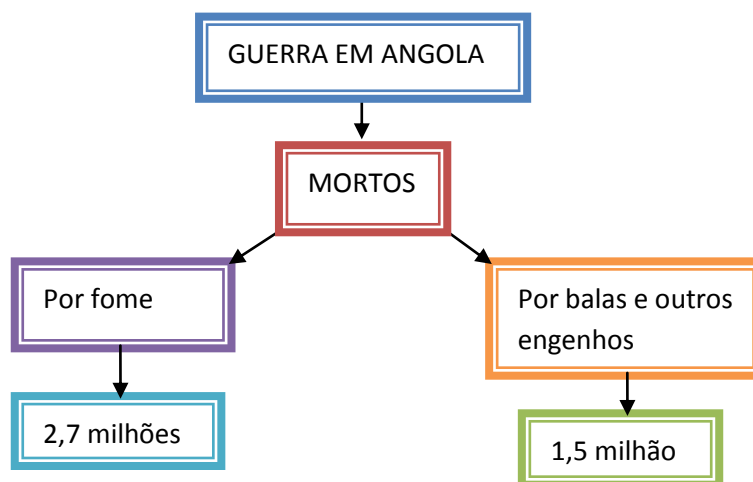 GUERRA EM ANGOLA
MORTOS
Por fome
Por balas e outros
engenhos
2,7 milhões
1,5 milhão